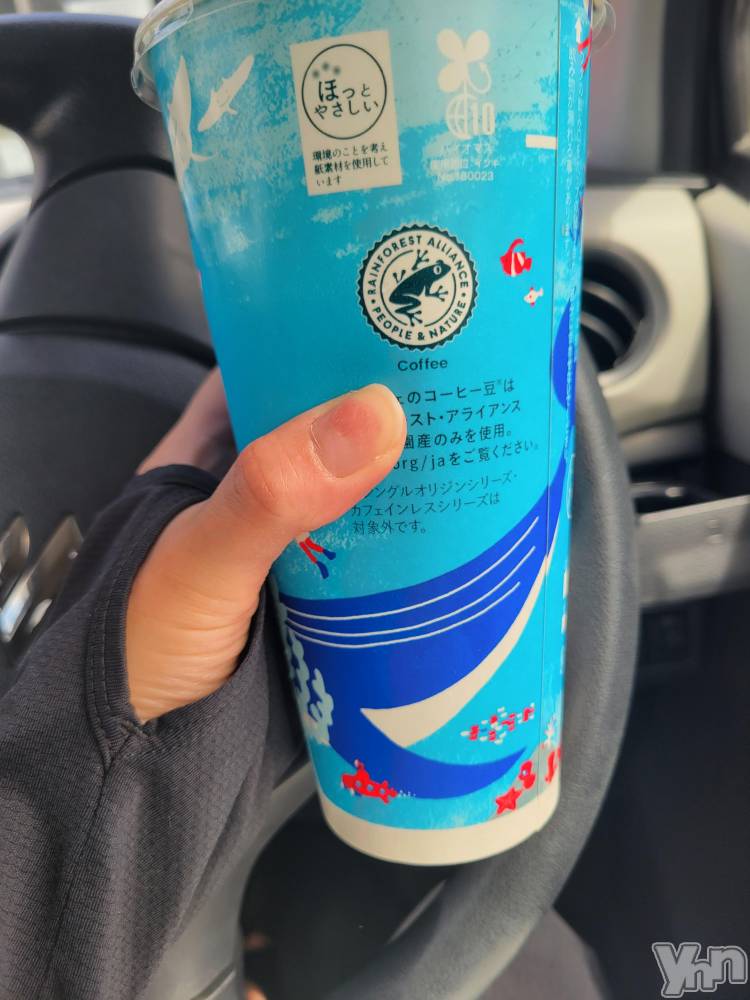 ほっと
やさしい
環境のことを考え
紙素材を使用して
います
10
バイオマス
No.180023
RAINFOREST ALLIANCE
PEOPLE & NATURE
Coffee
のコーヒー豆※は
スト・アライアンス
園産のみを使用。
org/jaをご覧ください。
シングルオリジンシリーズ・
カフェインレスシリーズは
対象外です。
Yhn